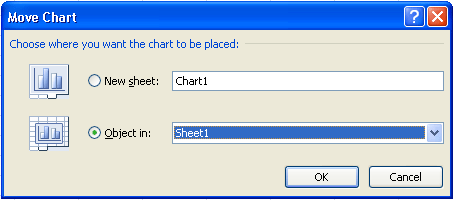 Move Chart
Choose where you want the chart to be placed:
New sheet: Chart1
Object in: Sheet1
OK Cancel